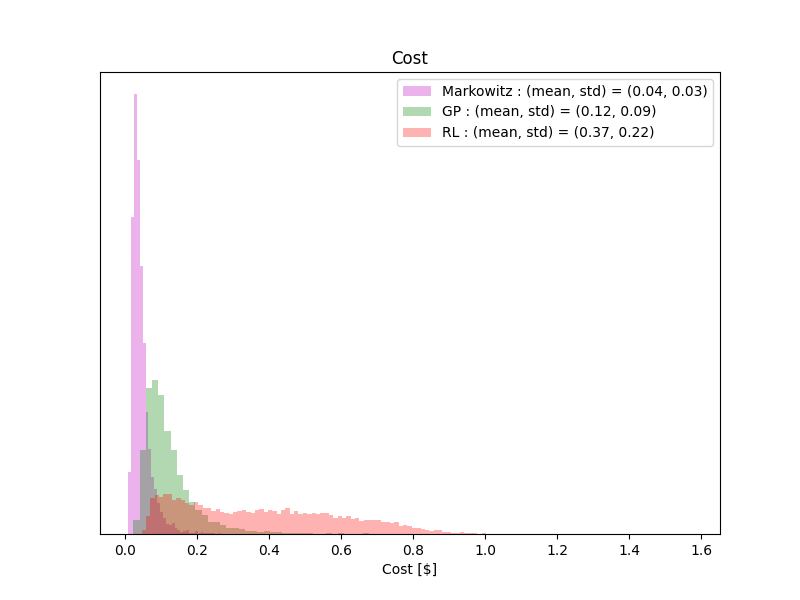 Cost
Markowitz : (mean, std) = (0.04, 0.03)
GP : (mean, std) = (0.12, 0.09)
RL : (mean, std) = (0.37, 0.22)
0.0 0.2 0.4 0.6 0.8 1.0 1.2 1.4 1.6
Cost [$]